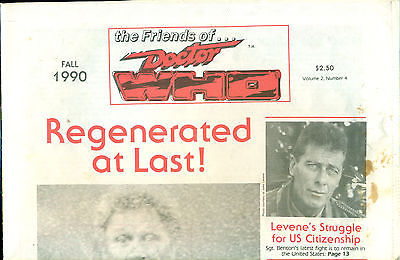 the Friends of...
Doctor
WHO
T.M.
FALL
1990
$2.50
Volume 2, Number 4
Regenerated
at Last!
Levene's Struggle
for US Citizenship
Sgt. Benton's latest fight is to remain
in the United States: Page 13